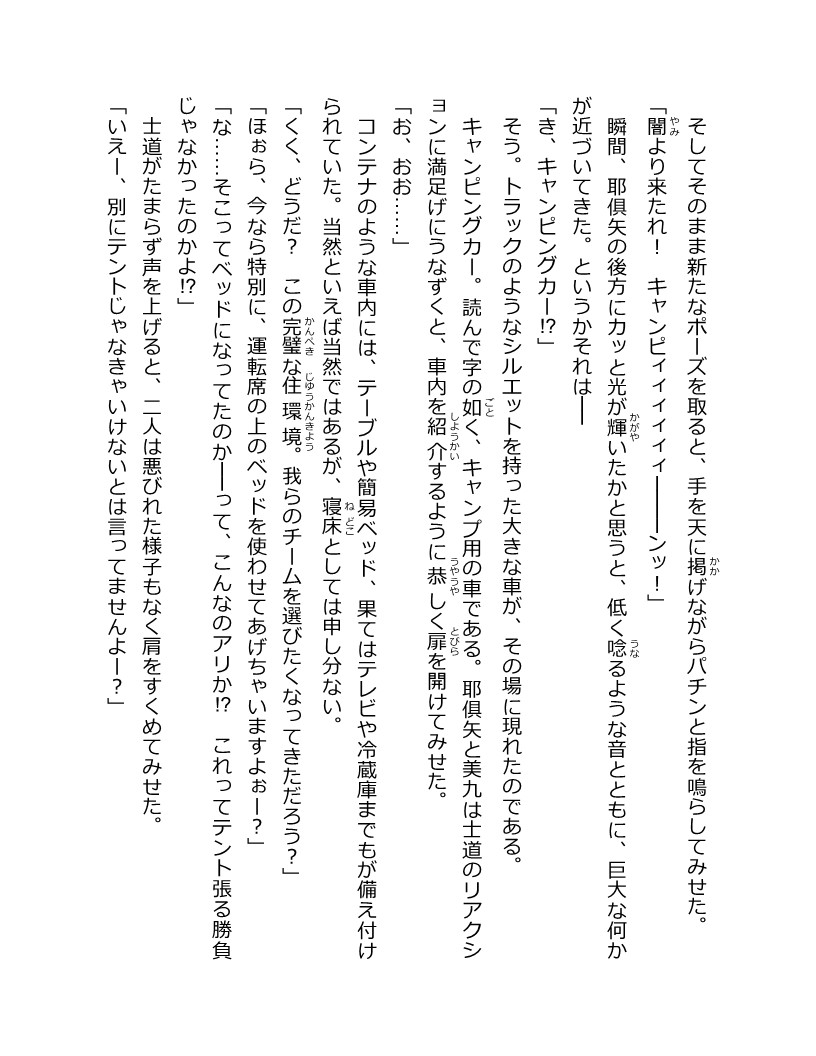 そしてそのまま新たなポーズを取ると、手を天に掲げながらパチンと指を鳴らしてみせた。
「闇より来たれ！　キャンピィィィィィィ━━━ンッ！」
　瞬間、耶俱矢の後方にカッと光が輝いたかと思うと、低く唸るような音とともに、巨大な何か
が近づいてきた。というかそれは━━
「き、キャンピングカー⁉」
　そう。トラックのようなシルエットを持った大きな車が、その場に現れたのである。
　キャンピングカー。読んで字の如く、キャンプ用の車である。耶俱矢と美九は士道のリアクシ
ョンに満足げにうなずくと、車内を紹介するように恭しく扉を開けてみせた。
「お、おお……」
　コンテナのような車内には、テーブルや簡易ベッド、果てはテレビや冷蔵庫までもが備え付け
られていた。当然といえば当然ではあるが、寝床としては申し分ない。
「くく、どうだ？　この完璧な住環境。我らのチームを選びたくなってきただろう？」
「ほぉら、今なら特別に、運転席の上のベッドを使わせてあげちゃいますよぉー？」
「な……そこってベッドになってたのか━━って、こんなのアリか⁉　これってテント張る勝負
じゃなかったのかよ⁉」
　士道がたまらず声を上げると、二人は悪びれた様子もなく肩をすくめてみせた。
「いえー、別にテントじゃなきゃいけないとは言ってませんよー？」